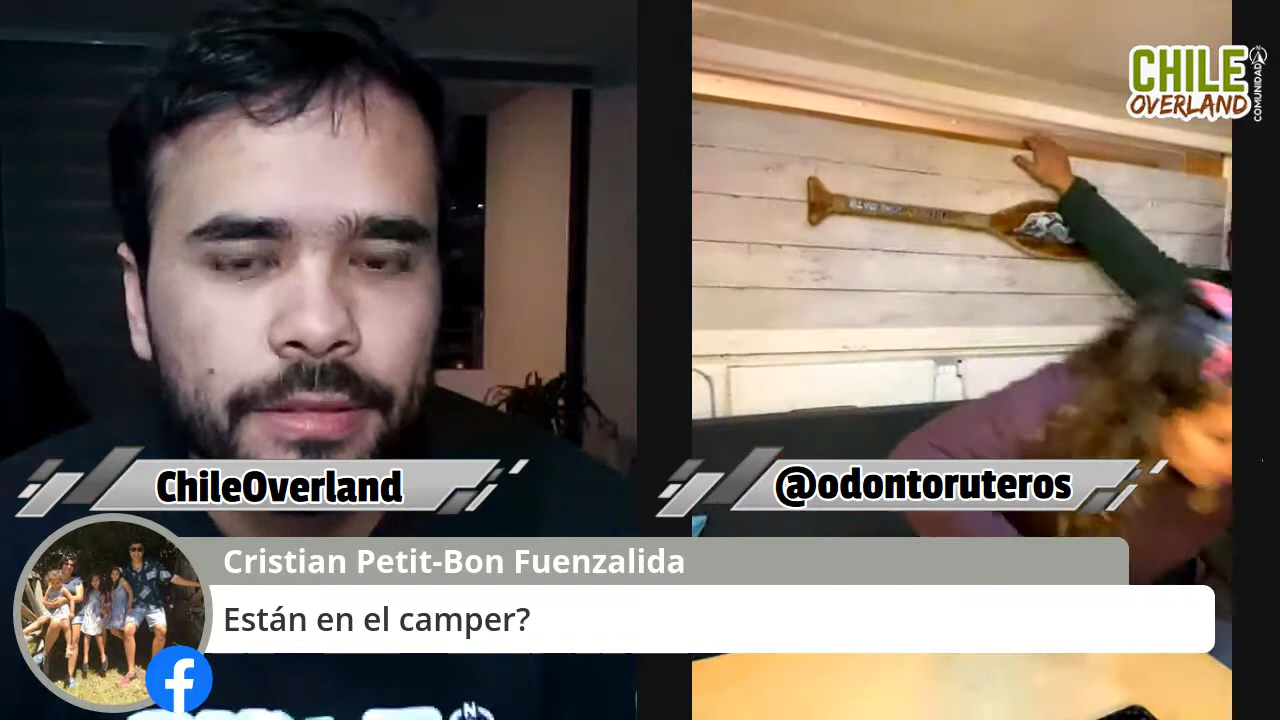 CHILE
OVERLAND
COMUNIDAD
ChileOverland
@odontoruteros
Cristian Petit-Bon Fuenzalida
Están en el camper?
N